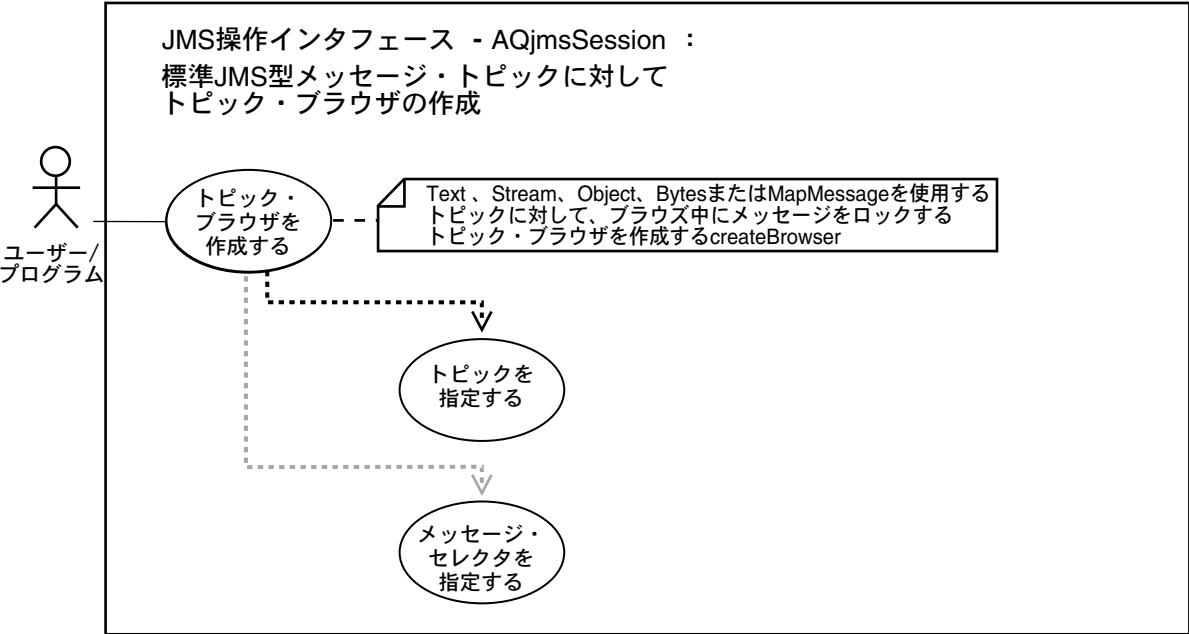 JMS操作インタフェース - AQjmsSession :
標準JMS型メッセージ・トピックに対して
トピック・ブラウザの作成
ユーザー/
プログラム
トピック・
ブラウザを
作成する
Text 、Stream、Object、BytesまたはMapMessageを使用する
トピックに対して、ブラウズ中にメッセージをロックする
トピック・ブラウザを作成するcreateBrowser
トピックを
指定する
メッセージ・
セレクタを
指定する